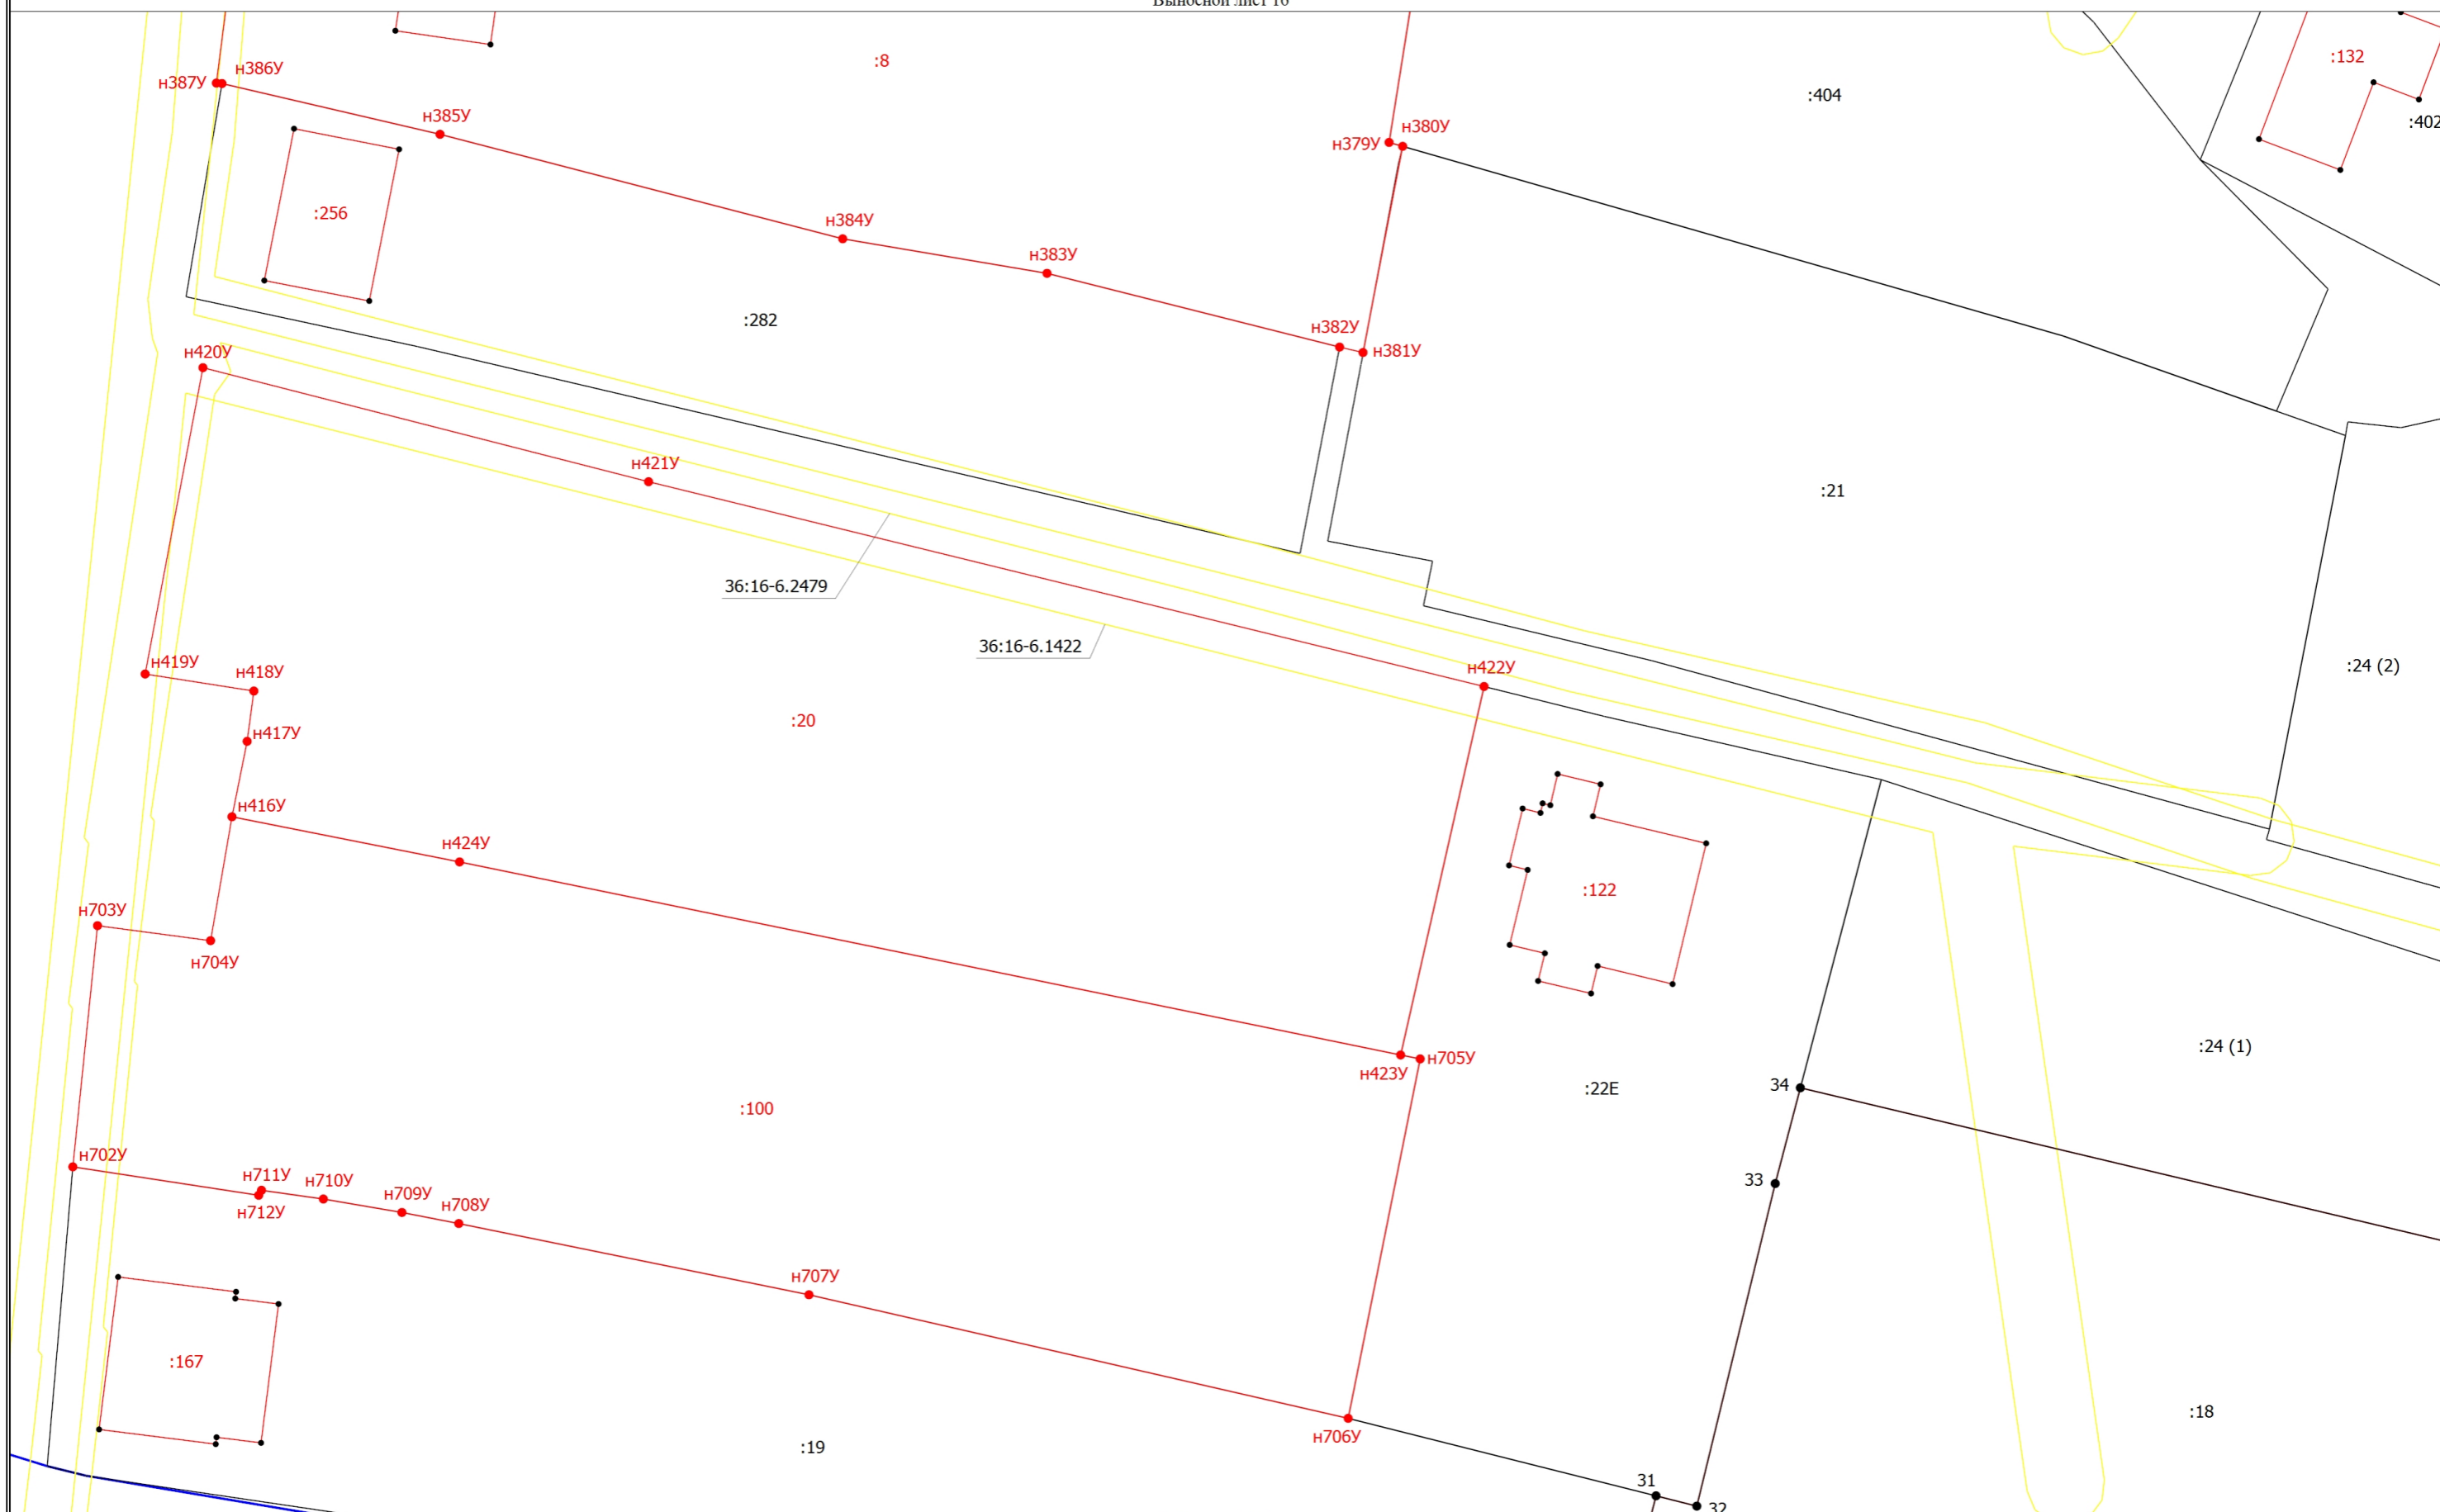 Выносной лист 16
:8
:132
н386У
н387У
:404
н385У
н380У
:402
н379У
:256
н384У
н383У
:282
н382У
н381У
н420У
н421У
:21
36:16-6.2479
36:16-6.1422
н419У
н418У
н422У
:24 (2)
:20
н417У
н416У
н424У
:122
н703У
н704У
:24 (1)
н705У
н423У
:22Е
34
:100
н702У
н711У
н710У
33
н709У
н708У
н712У
н707У
:167
:18
н706У
:19
31
32